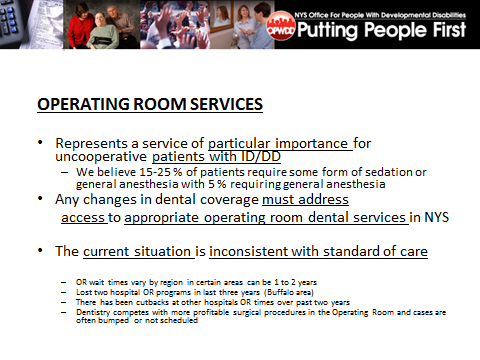 NYS Office For People With Developmental Disabilities
OPWDD
Putting People First
OPERATING ROOM SERVICES
• Represents a service of particular importance for
uncooperative patients with ID/DD
– We believe 15-25 % of patients require some form of sedation or
general anesthesia with 5 % requiring general anesthesia
• Any changes in dental coverage must address
access to appropriate operating room dental services in NYS
• The current situation is inconsistent with standard of care
– OR wait times vary by region in certain areas can be 1 to 2 years
– Lost two hospital OR programs in last three years (Buffalo area)
– There has been cutbacks at other hospitals OR times over past two years
– Dentistry competes with more profitable surgical procedures in the Operating Room and cases are
often bumped or not scheduled